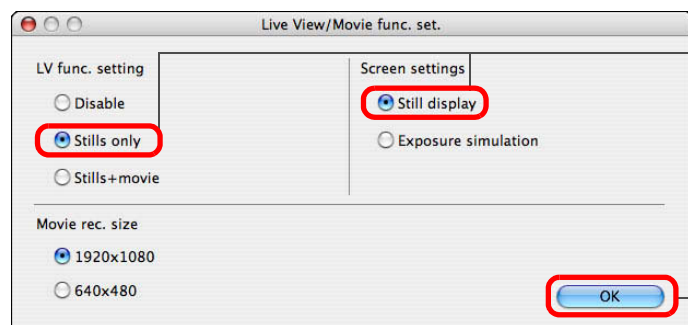 Live View/Movie func. set.
LV func. setting
Disable
Stills only
Stills+movie
Screen settings
Still display
Exposure simulation
Movie rec. size
1920x1080
640x480
OK